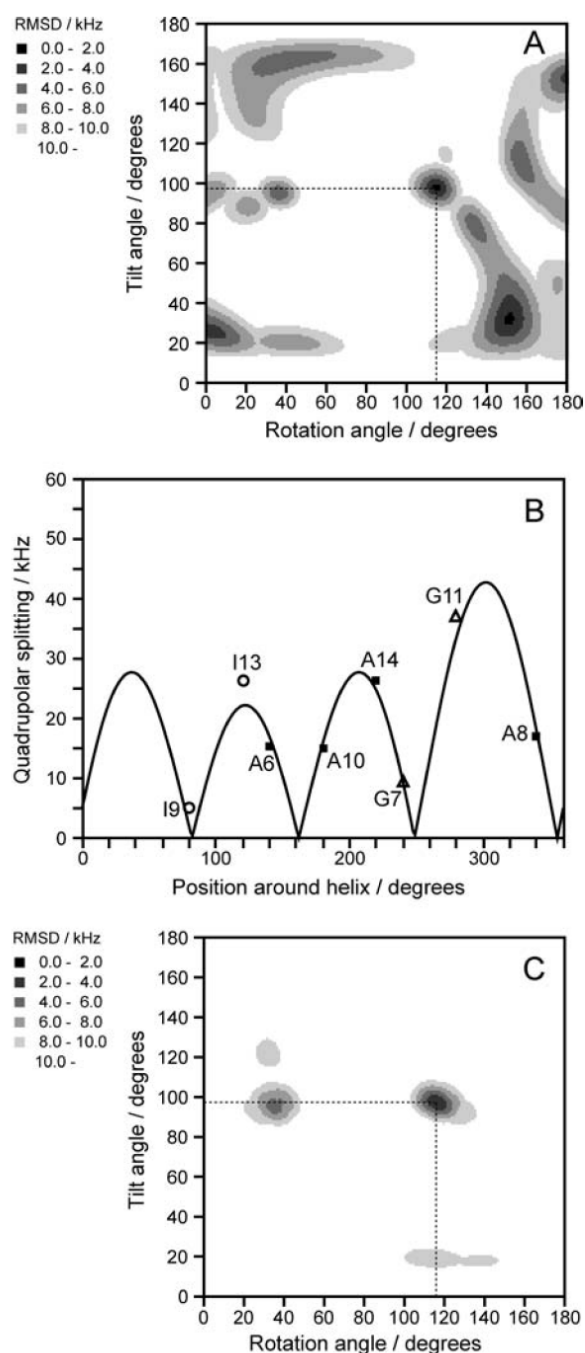 RMSD / kHz
0.0 - 2.0
2.0 - 4.0
4.0 - 6.0
6.0 - 8.0
8.0 - 10.0
10.0 -
A
180
160
140
120
100
80
60
40
20
0
Tilt angle / degrees
0 20 40 60 80 100 120 140 160 180
Rotation angle / degrees
B
60
50
40
30
20
10
0
Quadrupolar splitting / kHz
I9
I13
A6
A10
A14
G7
G11
A8
0 100 200 300
Position around helix / degrees
RMSD / kHz
0.0 - 2.0
2.0 - 4.0
4.0 - 6.0
6.0 - 8.0
8.0 - 10.0
10.0 -
C
180
160
140
120
100
80
60
40
20
0
Tilt angle / degrees
0 20 40 60 80 100 120 140 160 180
Rotation angle / degrees